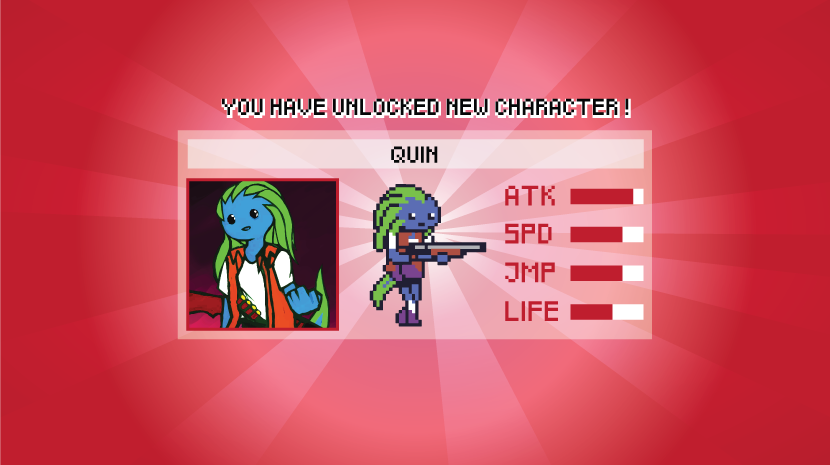 YOU HAVE UNLOCKED NEW CHARACTER !
QUIN
ATK
SPD
JMP
LIFE